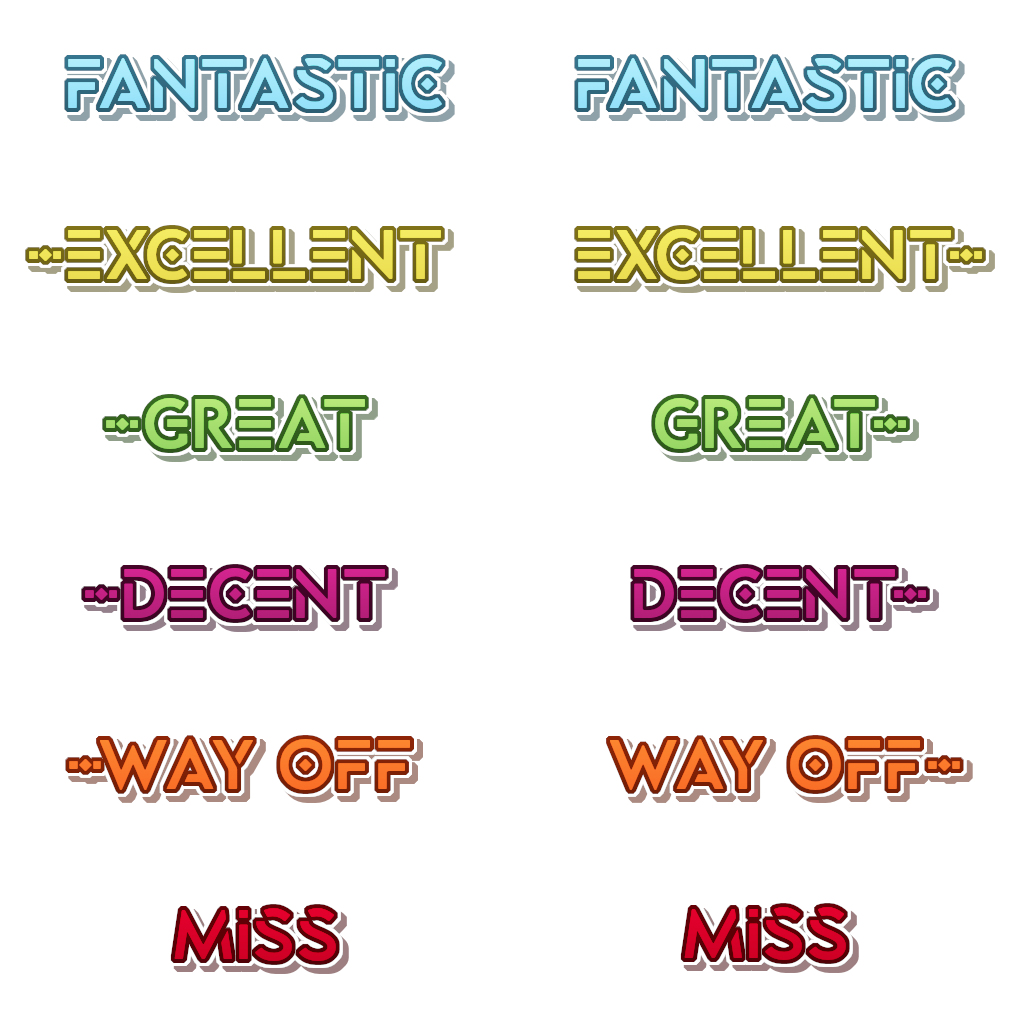 FANTASTiC FANTASTiC
EXCELLENT EXCELLENT
GREAT GREAT
DECENT DECENT
WAY OFF WAY OFF
MiSS MiSS